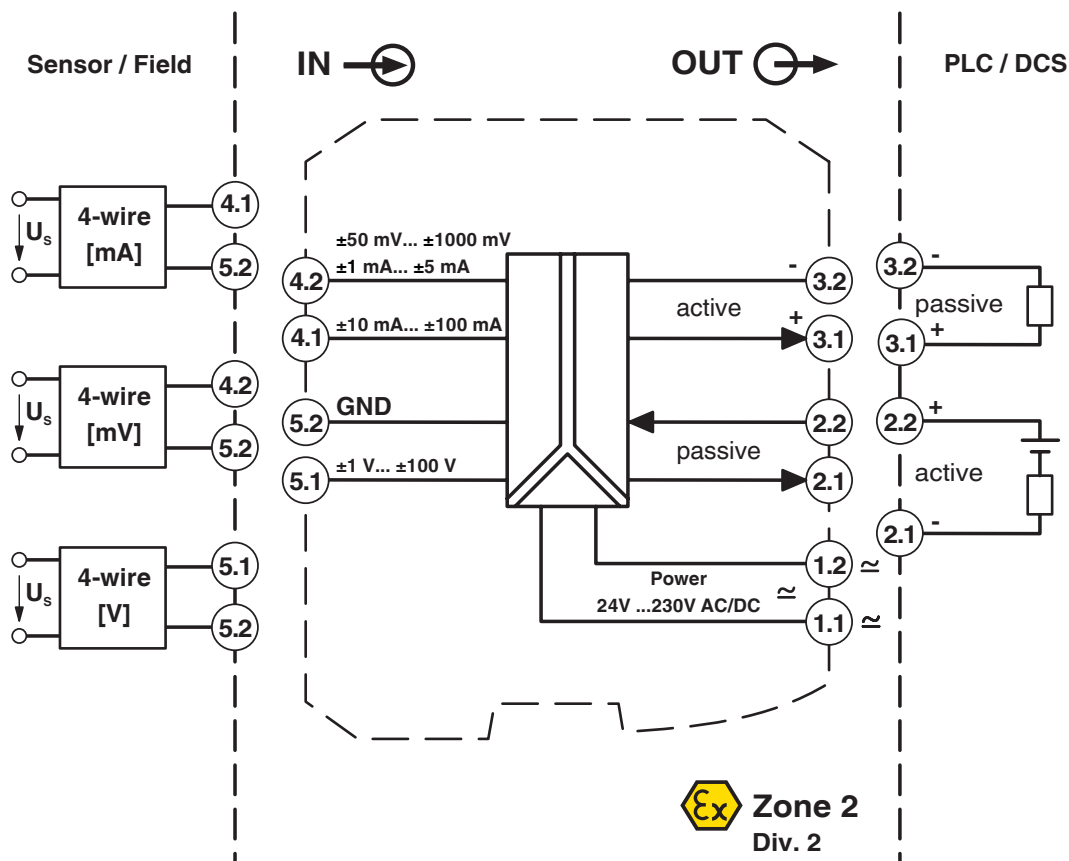 Sensor / Field
IN
OUT
PLC / DCS
4-wire
[mA]
Us
4.1
5.2
4-wire
[mV]
Us
4.2
5.2
4-wire
[V]
Us
5.1
5.2
±50 mV... ±1000 mV
±1 mA... ±5 mA
4.2
±10 mA... ±100 mA
4.1
GND
5.2
±1 V... ±100 V
5.1
-
3.2
active
+
3.1
2.2
passive
2.1
1.2
≂
Power
≂
24V ...230V AC/DC
1.1
≂
3.2
-
passive
3.1
+
2.2
+
active
2.1
-
Ex
Zone 2
Div. 2